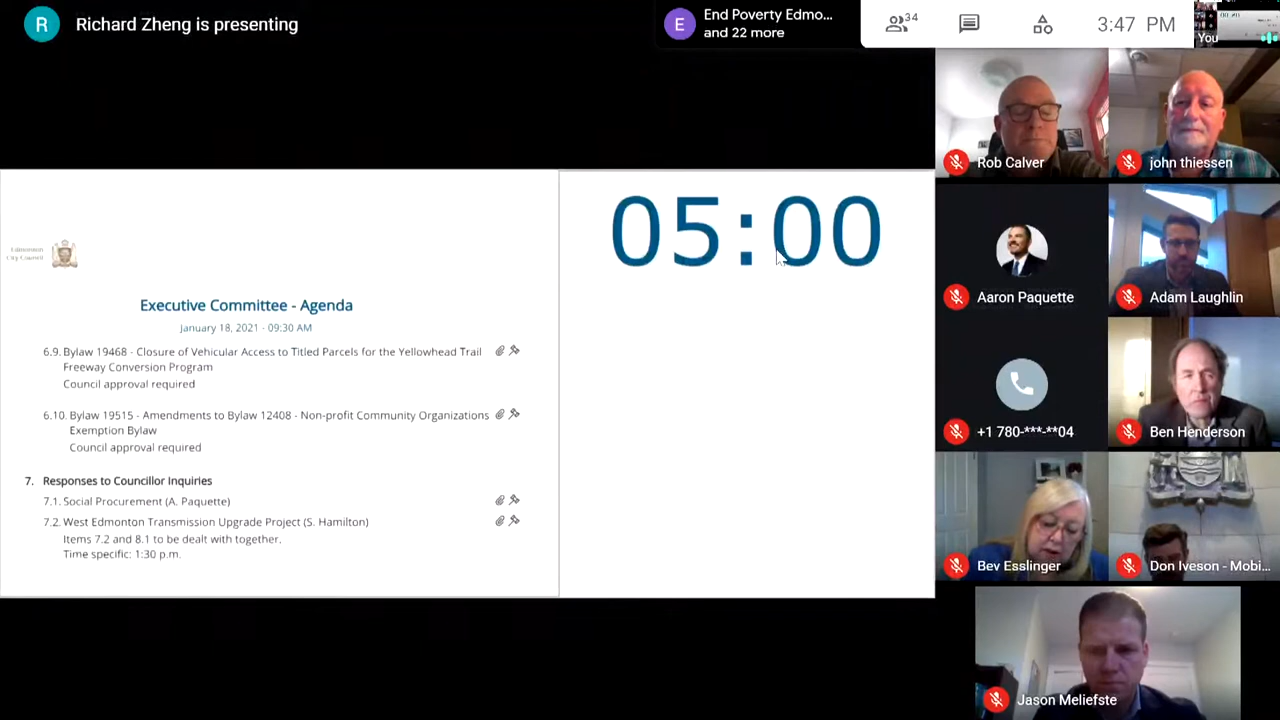 R
Richard Zheng is presenting
E
End Poverty Edmo...
and 22 more
34
3:47 PM
You
Rob Calver
john thiessen
Edmonton
City Council
05:00
Executive Committee - Agenda
January 18, 2021 - 09:30 AM
6.9. Bylaw 19468 - Closure of Vehicular Access to Titled Parcels for the Yellowhead Trail
Freeway Conversion Program
Council approval required
6.10. Bylaw 19515 - Amendments to Bylaw 12408 - Non-profit Community Organizations
Exemption Bylaw
Council approval required
7. Responses to Councillor Inquiries
7.1. Social Procurement (A. Paquette)
7.2. West Edmonton Transmission Upgrade Project (S. Hamilton)
Items 7.2 and 8.1 to be dealt with together.
Time specific: 1:30 p.m.
Aaron Paquette
Adam Laughlin
+1 780-***-**04
Ben Henderson
Bev Esslinger
Don Iveson - Mobi...
Jason Meliefste